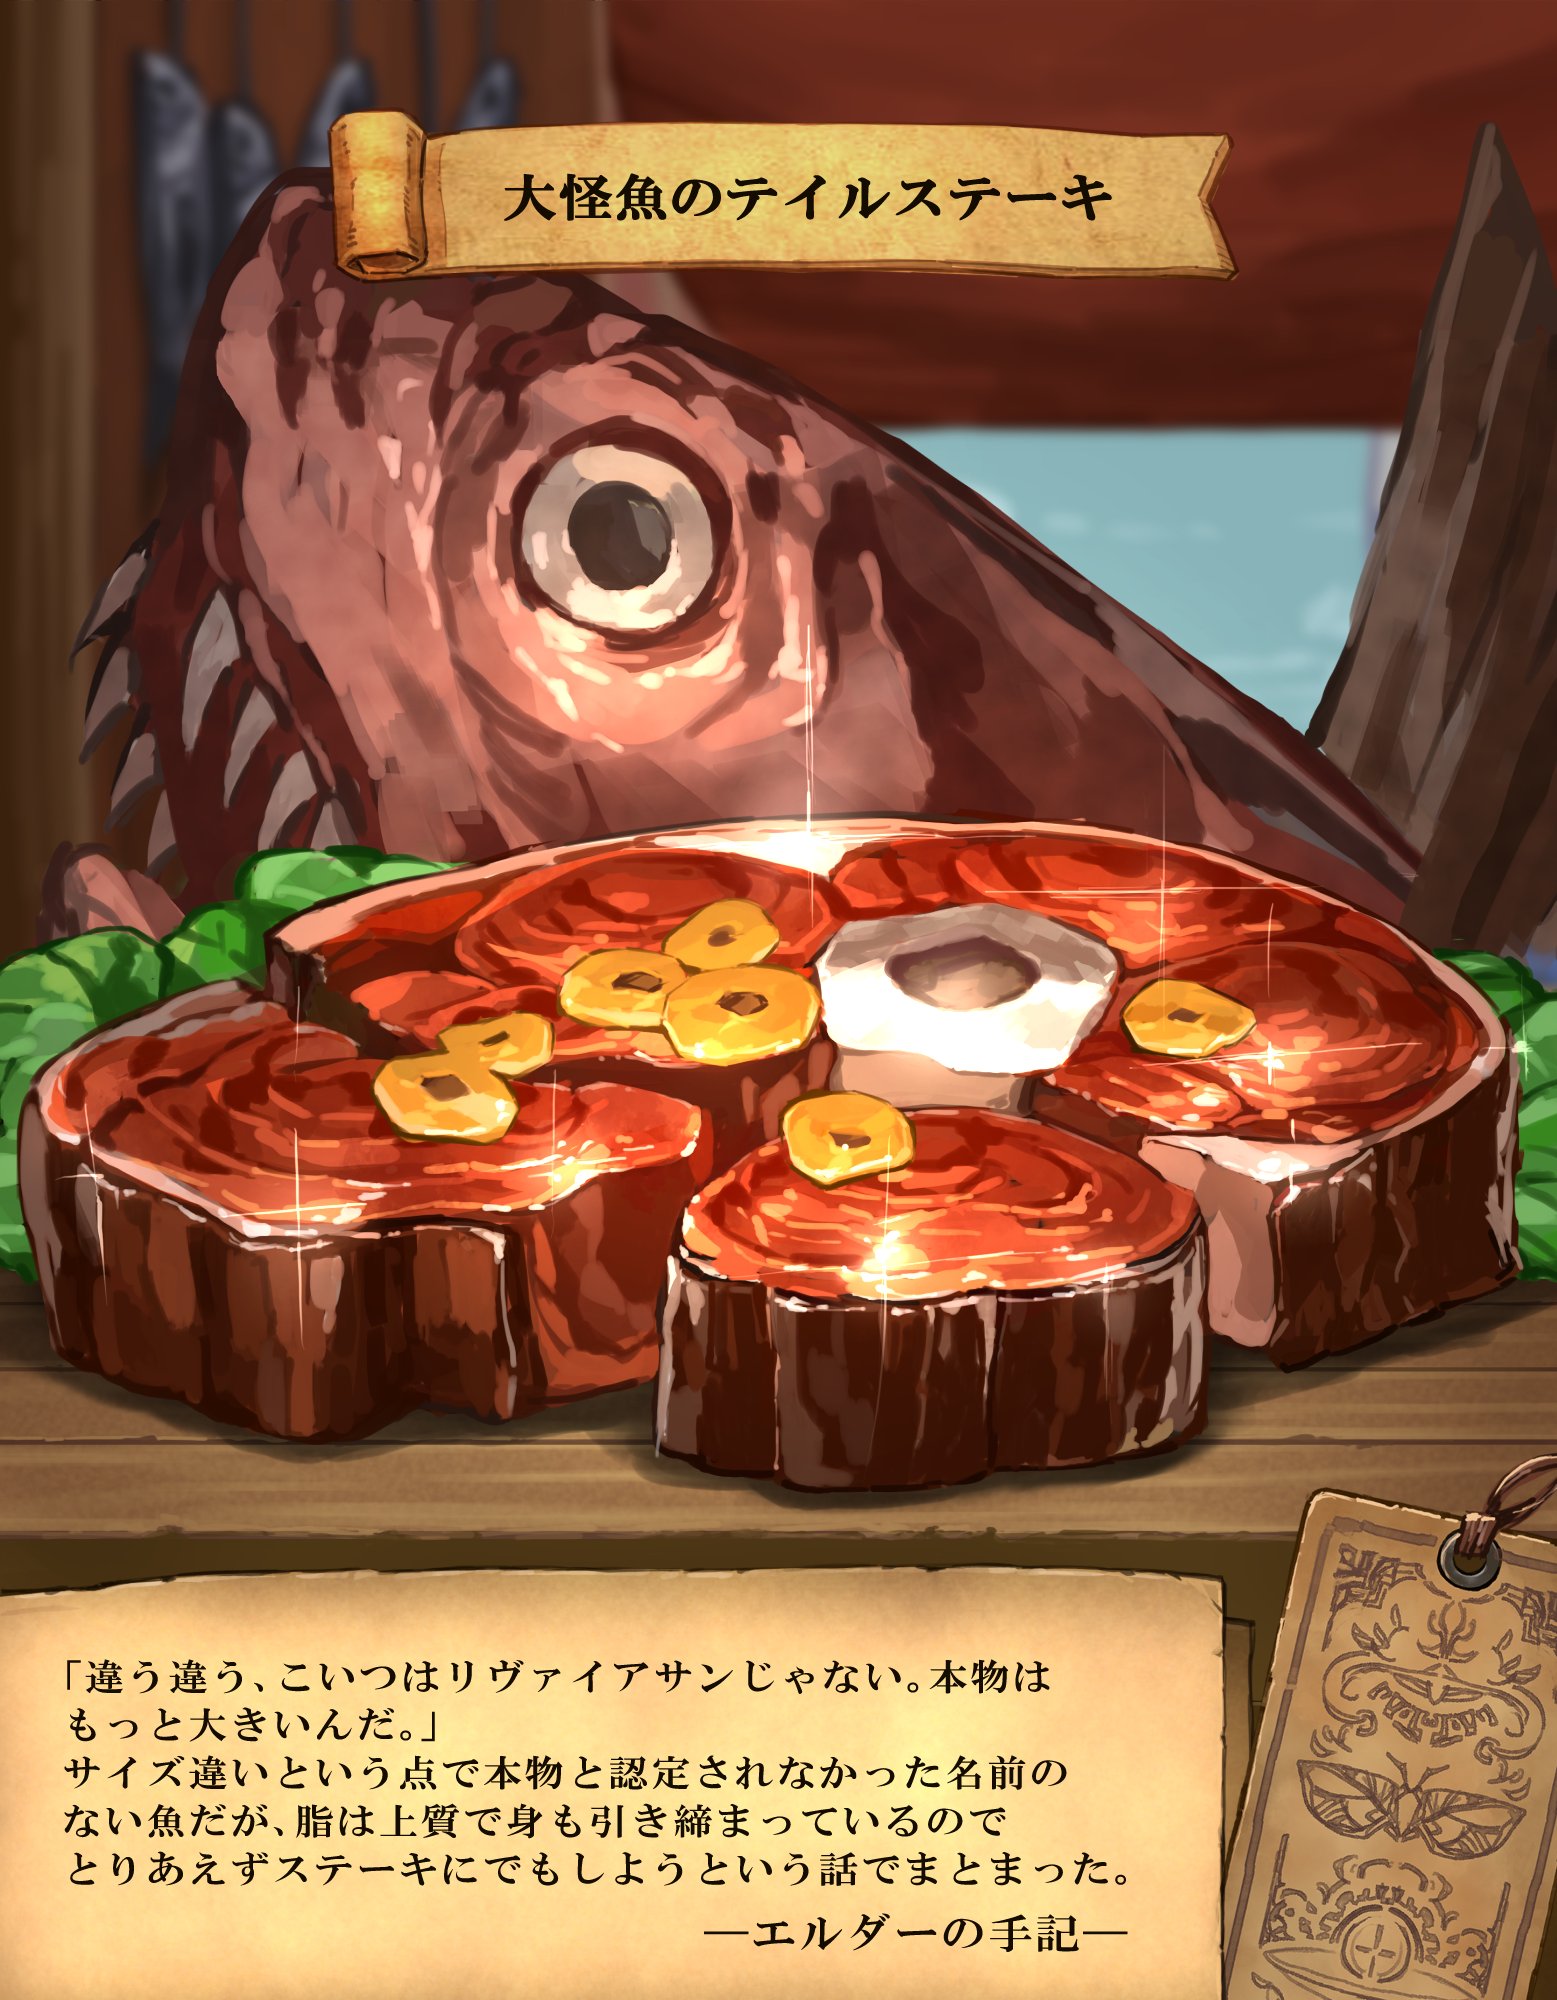 大怪魚のテイルステーキ
「違う違う、こいつはリヴァイアサンじゃない。本物は
もっと大きいんだ。」
サイズ違いという点で本物と認定されなかった名前の
ない魚だが、脂は上質で身も引き締まっているので
とりあえずステーキにでもしようという話でまとまった。
―エルダーの手記―